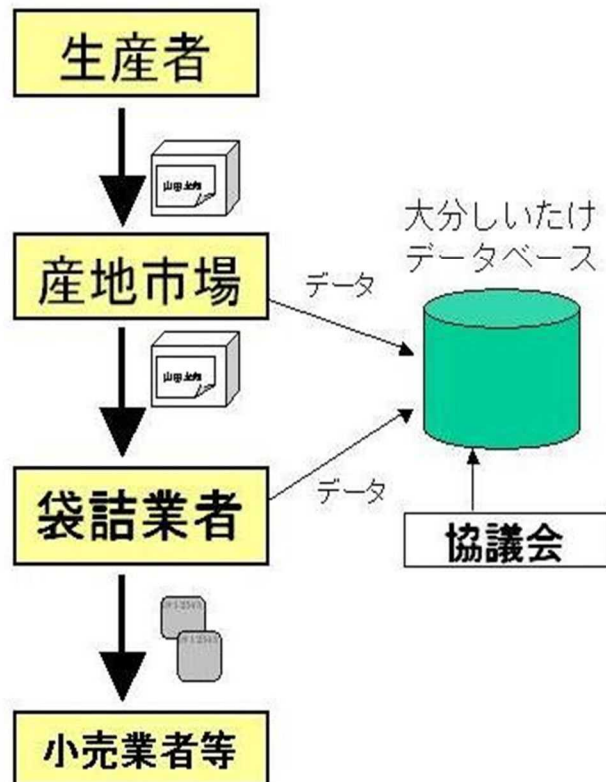 生産者
大分しいたけ
データベース
産地市場
データ
袋詰業者
データ
協議会
小売業者等